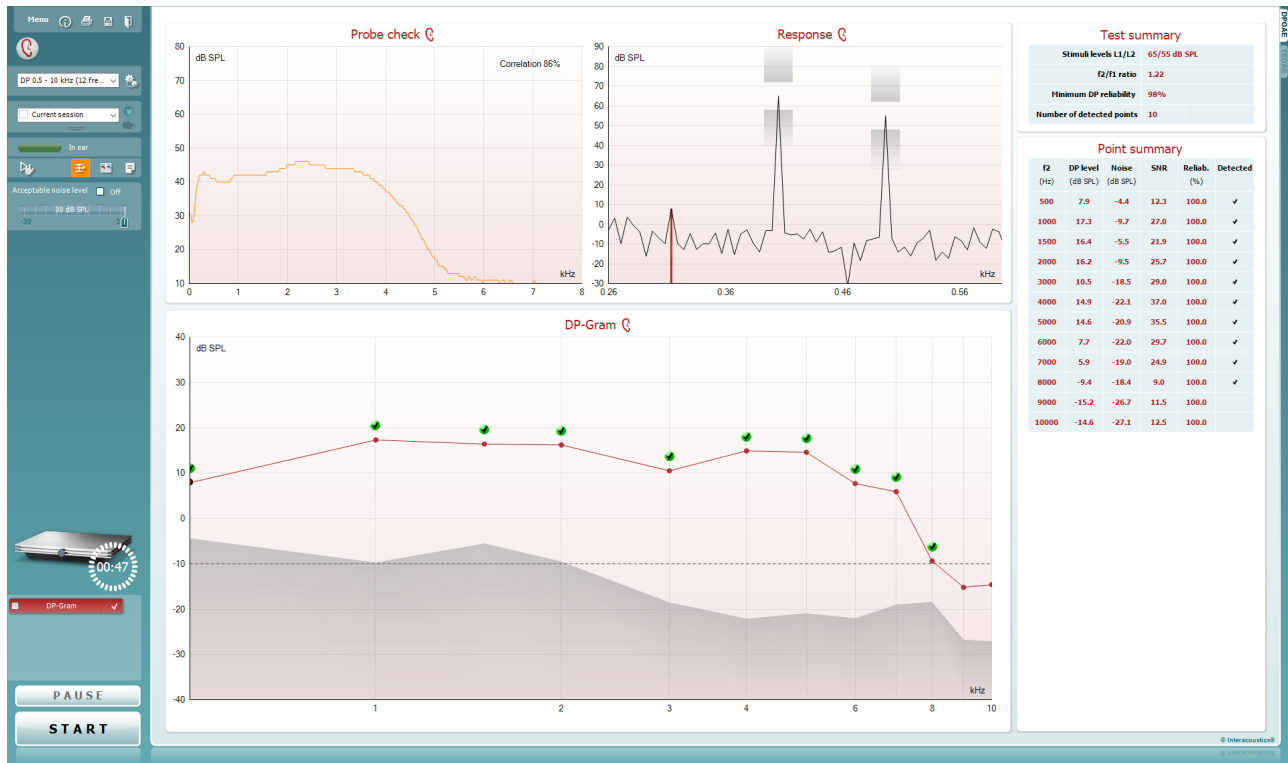 Menu
DP 0.5 - 10 kHz (12 fre...
Current session
In ear
Acceptable noise level Off
30 dB SPL
-30
00:47
DP-Gram
PAUSE
START
Probe check
dB SPL
Correlation 86%
80
70
60
50
40
30
20
10
kHz
0 1 2 3 4 5 6 7 8
Response
dB SPL
90
80
70
60
50
40
30
20
10
0
-10
-20
-30
kHz
0.26 0.36 0.46 0.56
DP-Gram
dB SPL
40
30
20
10
0
-10
-20
-30
-40
kHz
1 2 3 4 6 8 10
Test summary
Stimuli levels L1/L2 65/55 dB SPL
f2/f1 ratio 1.22
Minimum DP reliability 98%
Number of detected points 10
Point summary
f2 DP level Noise SNR Reliab. Detected
(Hz) (dB SPL) (dB SPL) (%)
500 7.9 -4.4 12.3 100.0
1000 17.3 -9.7 27.0 100.0
1500 16.4 -5.5 21.9 100.0
2000 16.2 -9.5 25.7 100.0
3000 10.5 -18.5 29.0 100.0
4000 14.9 -22.1 37.0 100.0
5000 14.6 -20.9 35.5 100.0
6000 7.7 -22.0 29.7 100.0
7000 5.9 -19.0 24.9 100.0
8000 -9.4 -18.4 9.0 100.0
9000 -15.2 -26.7 11.5 100.0
10000 -14.6 -27.1 12.5 100.0
DPOAE
TEOAE
© Interacoustics®